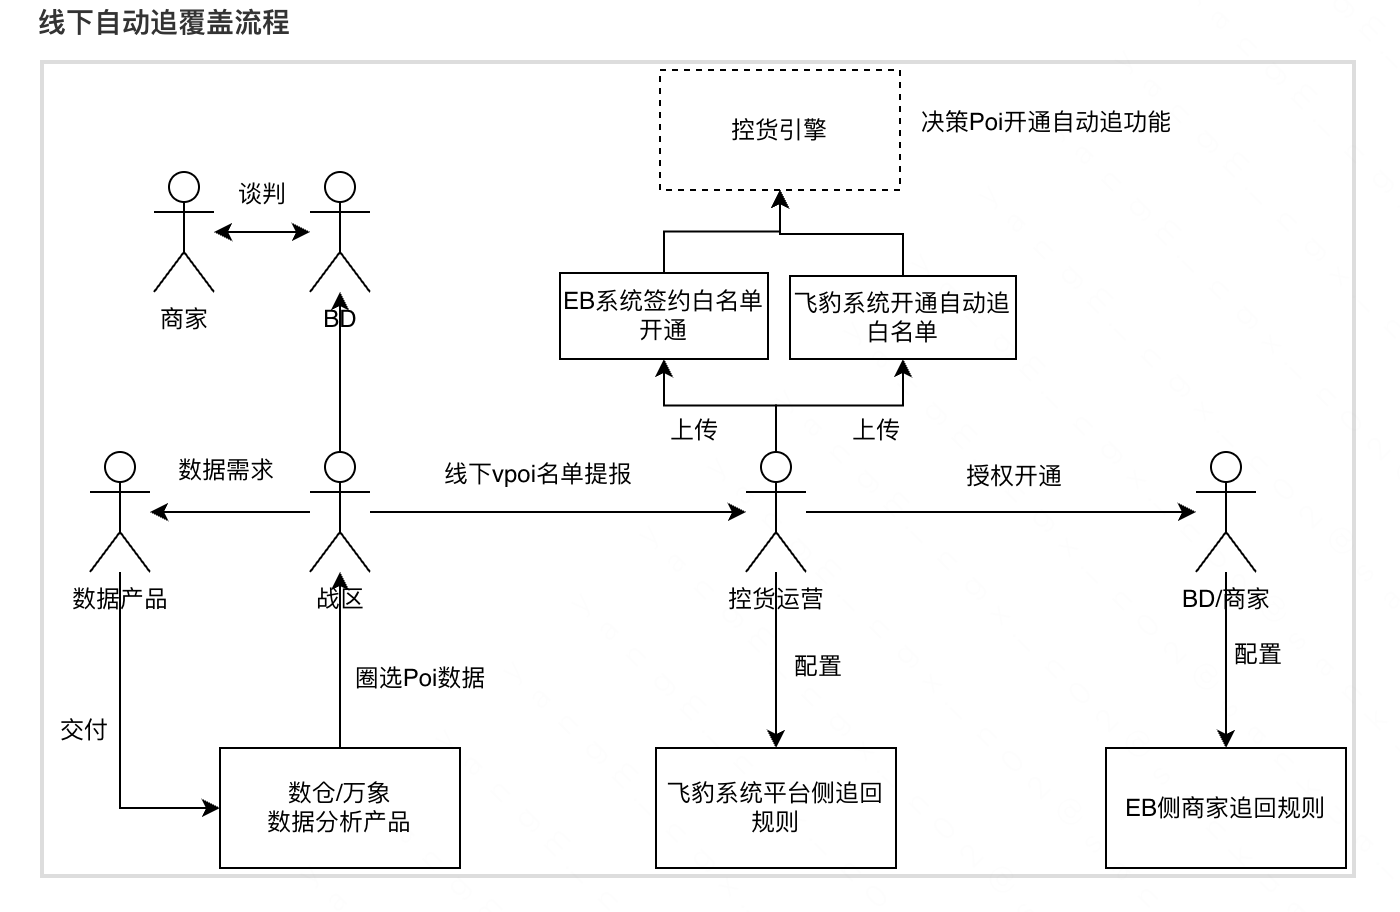 线下自动追覆盖流程
控货引擎
决策Poi开通自动追功能
谈判
商家
BD
EB系统签约白名单
开通
飞豹系统开通自动追
白名单
上传
上传
数据需求
线下vpoi名单提报
授权开通
数据产品
战区
控货运营
BD/商家
圈选Poi数据
配置
配置
交付
数仓/万象
数据分析产品
飞豹系统平台侧追回
规则
EB侧商家追回规则